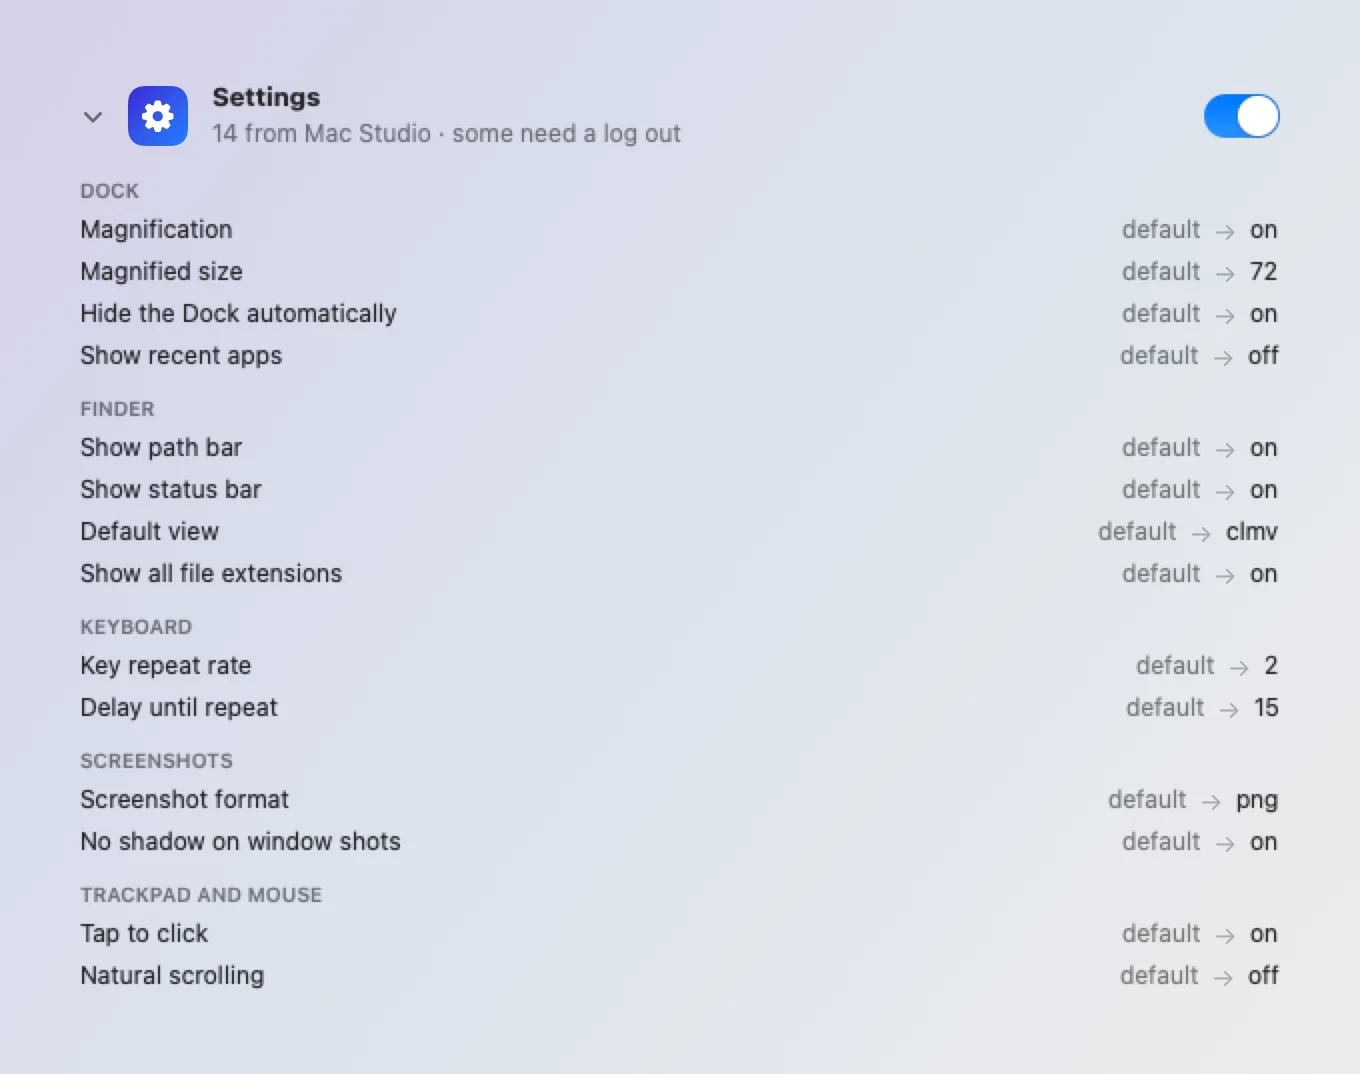 Settings
14 from Mac Studio · some need a log out
DOCK
Magnification default → on
Magnified size default → 72
Hide the Dock automatically default → on
Show recent apps default → off
FINDER
Show path bar default → on
Show status bar default → on
Default view default → clmv
Show all file extensions default → on
KEYBOARD
Key repeat rate default → 2
Delay until repeat default → 15
SCREENSHOTS
Screenshot format default → png
No shadow on window shots default → on
TRACKPAD AND MOUSE
Tap to click default → on
Natural scrolling default → off